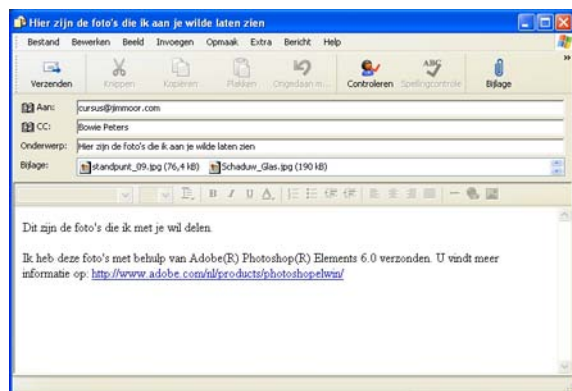 Hier zijn de foto's die ik aan je wilde laten zien
Bestand Bewerken Beeld Invoegen Opmaak Extra Bericht Help
Verzenden Knippen Kopiëren Plakken Ongedaan m... Controleren Spellingcontrole Bijlage
Aan: cursus@jimmoor.com
CC: Bowie Peters
Onderwerp: Hier zijn de foto's die ik aan je wilde laten zien
Bijlage: standpunt_09.jpg (76,4 kB) Schaduw_Glas.jpg (190 kB)
Dit zijn de foto's die ik met je wil delen.
Ik heb deze foto's met behulp van Adobe(R) Photoshop(R) Elements 6.0 verzonden. U vindt meer
informatie op: http://www.adobe.com/nl/products/photoshopelwin/